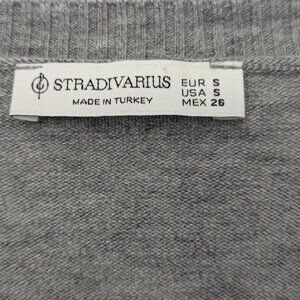 STRADIVARIUS
MADE IN TURKEY
EUR S
USA S
MEX 26